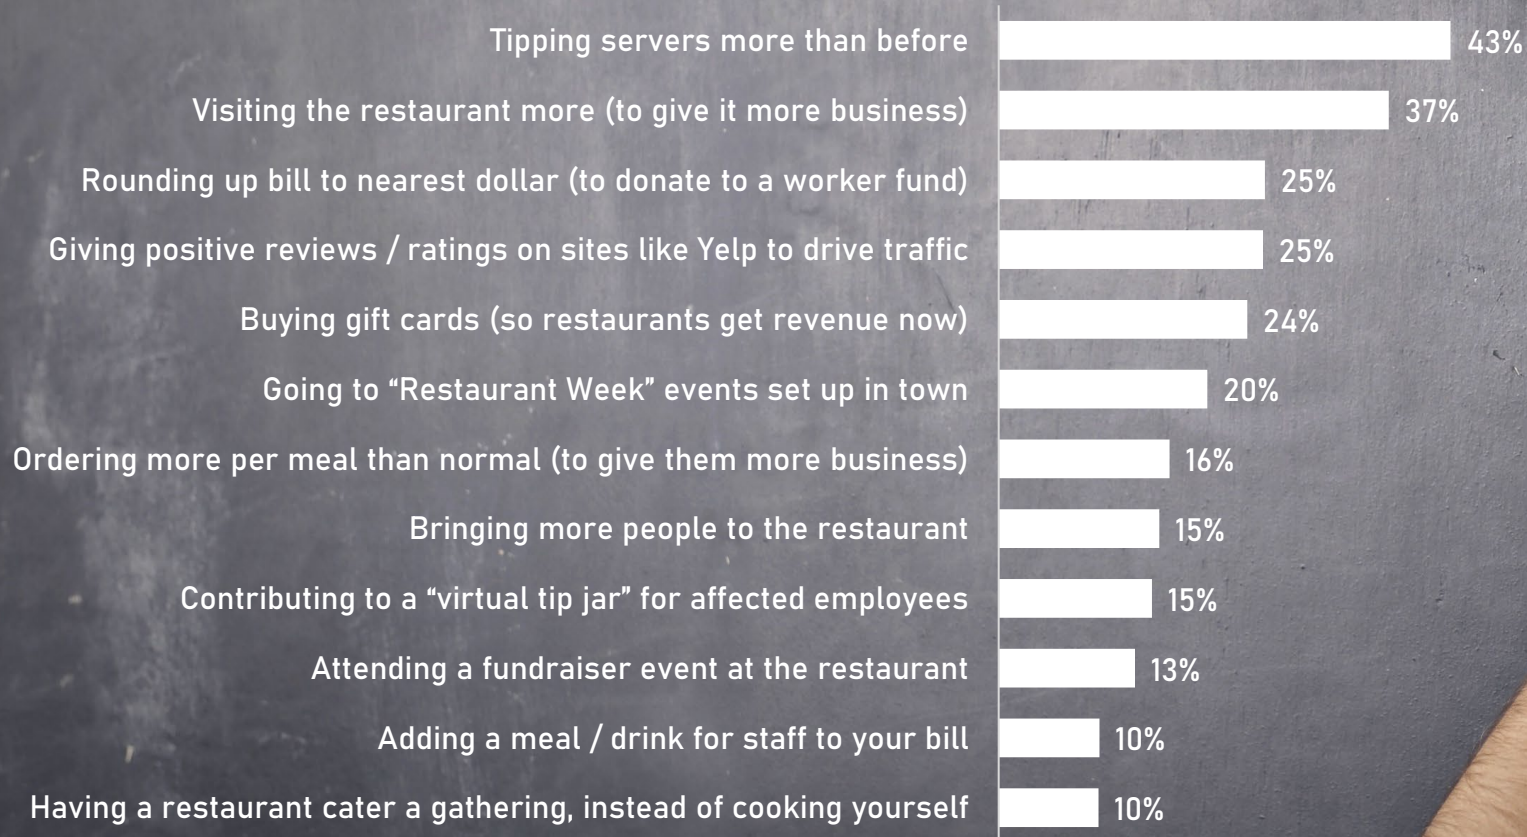 Tipping servers more than before 43%
Visiting the restaurant more (to give it more business) 37%
Rounding up bill to nearest dollar (to donate to a worker fund) 25%
Giving positive reviews / ratings on sites like Yelp to drive traffic 25%
Buying gift cards (so restaurants get revenue now) 24%
Going to “Restaurant Week” events set up in town 20%
Ordering more per meal than normal (to give them more business) 16%
Bringing more people to the restaurant 15%
Contributing to a “virtual tip jar” for affected employees 15%
Attending a fundraiser event at the restaurant 13%
Adding a meal / drink for staff to your bill 10%
Having a restaurant cater a gathering, instead of cooking yourself 10%